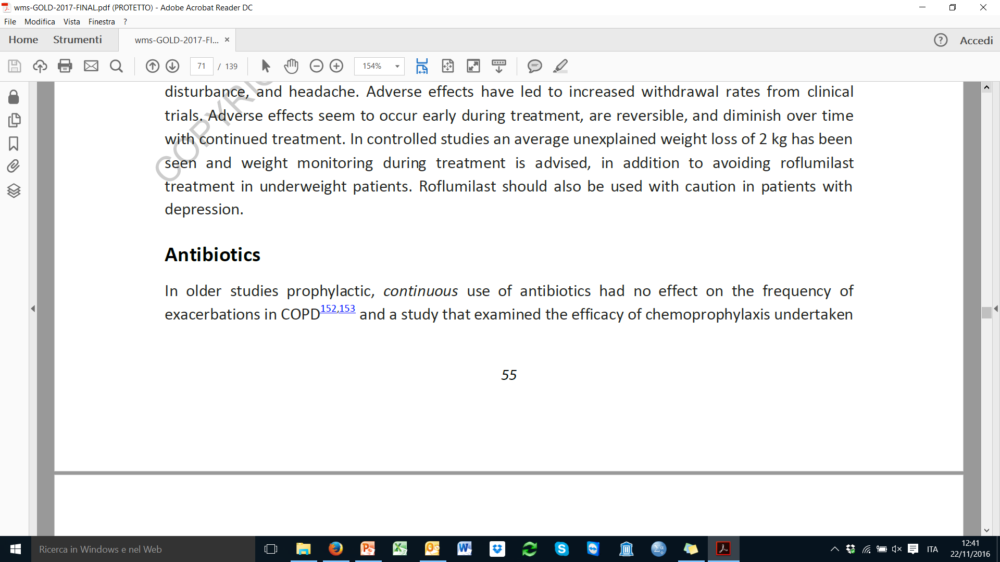 wms-GOLD-2017-FINAL.pdf (PROTETTO) - Adobe Acrobat Reader DC
File Modifica Vista Finestra ?
Home Strumenti wms-GOLD-2017-FI... × ? Accedi
71 / 139 154%
COPYRIG
disturbance, and headache. Adverse effects have led to increased withdrawal rates from clinical
trials. Adverse effects seem to occur early during treatment, are reversible, and diminish over time
with continued treatment. In controlled studies an average unexplained weight loss of 2 kg has been
seen and weight monitoring during treatment is advised, in addition to avoiding roflumilast
treatment in underweight patients. Roflumilast should also be used with caution in patients with
depression.
Antibiotics
In older studies prophylactic, continuous use of antibiotics had no effect on the frequency of
exacerbations in COPD152,153 and a study that examined the efficacy of chemoprophylaxis undertaken
55
Ricerca in Windows e nel Web
ITA
12:41
22/11/2016